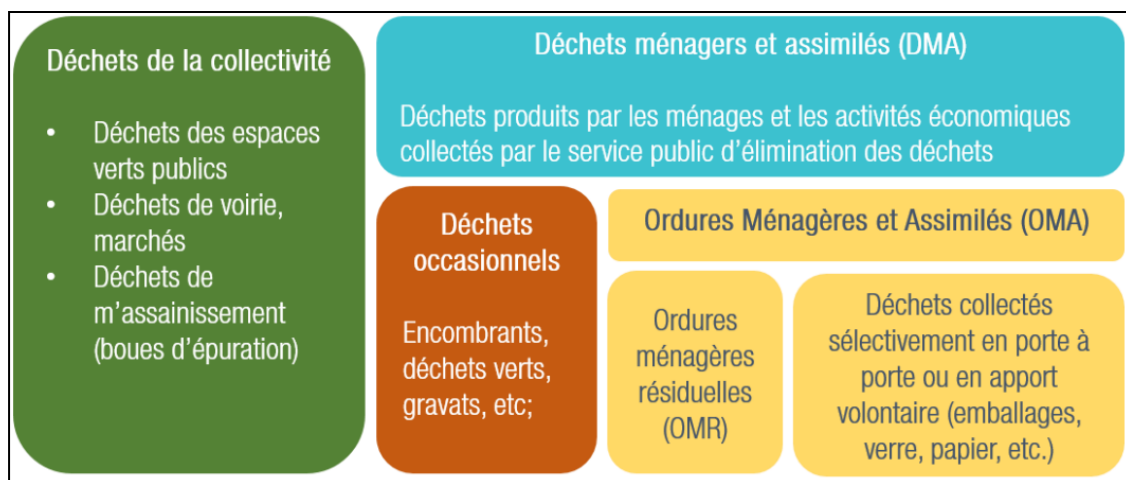 Déchets de la collectivité
• Déchets des espaces
verts publics
• Déchets de voirie,
marchés
• Déchets de
m’assainissement
(boues d’épuration)
Déchets ménagers et assimilés (DMA)
Déchets produits par les ménages et les activités économiques
collectés par le service public d’élimination des déchets
Déchets
occasionnels
Encombrants,
déchets verts,
gravats, etc;
Ordures Ménagères et Assimilés (OMA)
Ordures
ménagères
résiduelles
(OMR)
Déchets collectés
sélectivement en porte à
porte ou en apport
volontaire (emballages,
verre, papier, etc.)